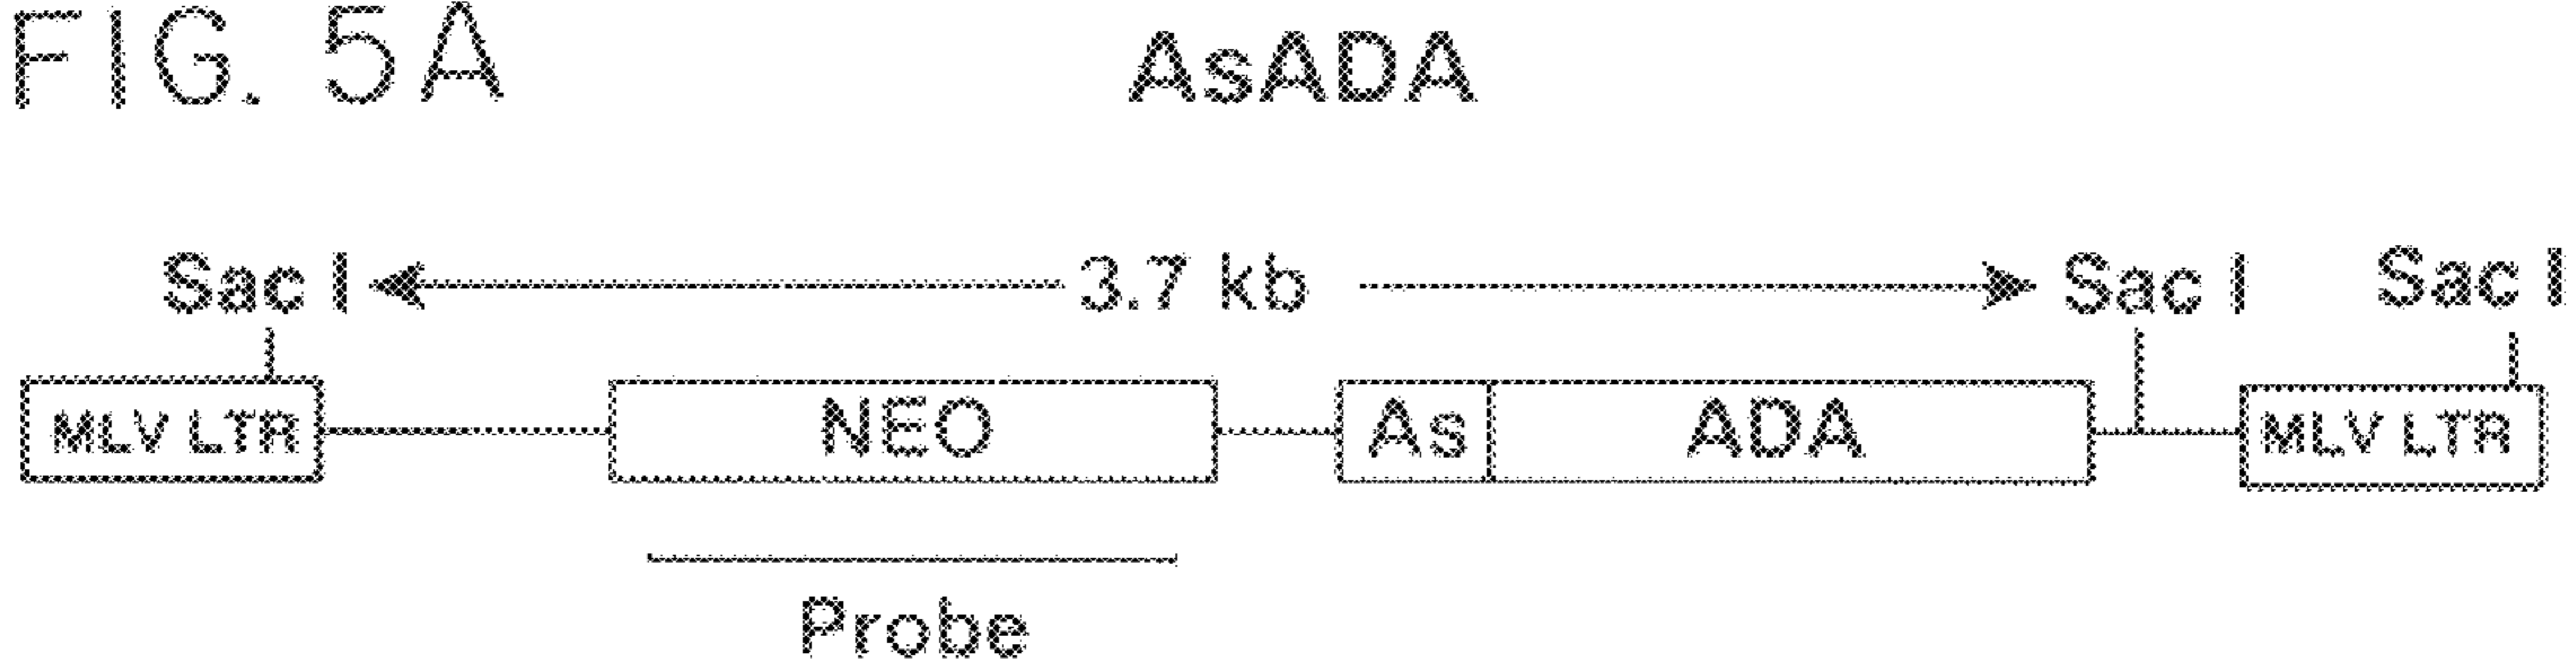 FIG. 5A
AsADA
Sac I 3.7 kb Sac I Sac I
MLV LTR NEO As ADA MLV LTR
Probe